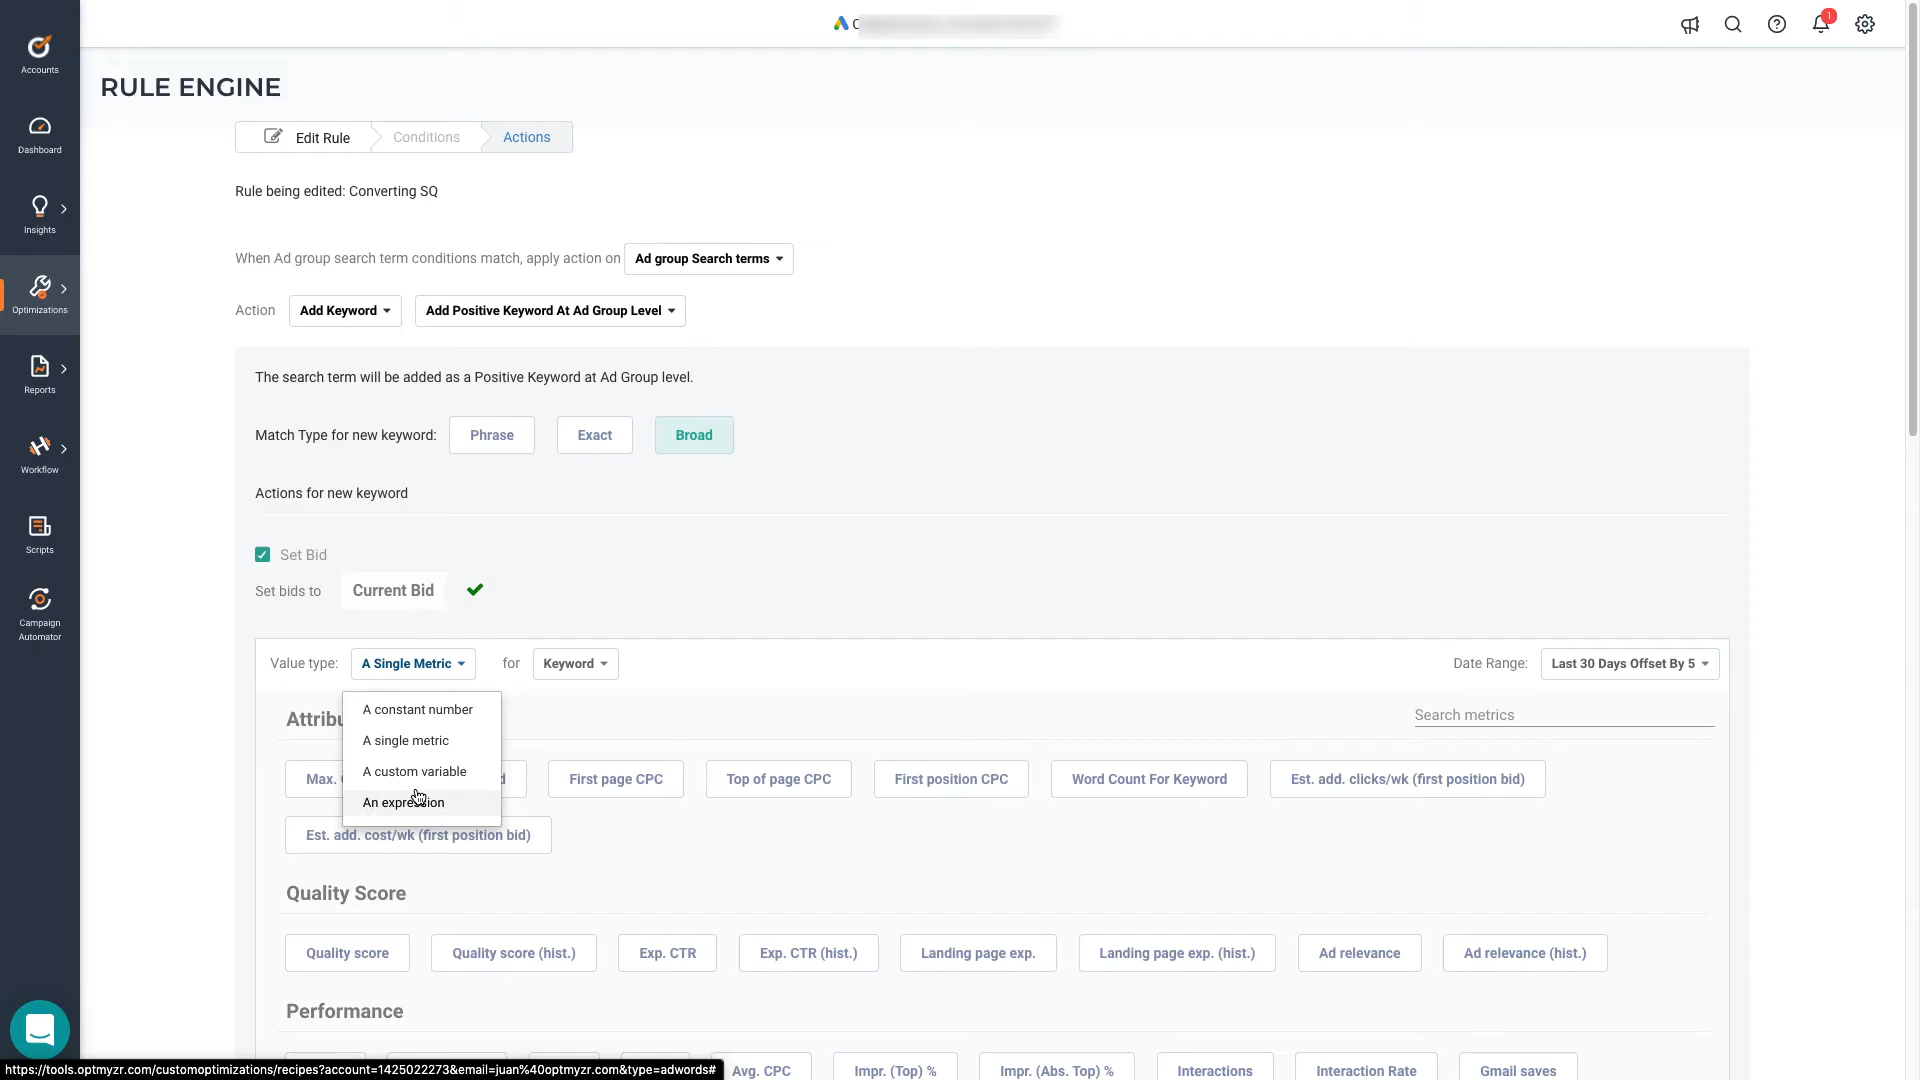 C
1
Accounts
RULE ENGINE
Dashboard
Edit Rule
Conditions
Actions
Rule being edited: Converting SQ
Insights
When Ad group search term conditions match, apply action on Ad group Search terms
Optimizations
Action Add Keyword Add Positive Keyword At Ad Group Level
The search term will be added as a Positive Keyword at Ad Group level.
Reports
Match Type for new keyword: Phrase Exact Broad
Workflow
Actions for new keyword
Scripts
Set Bid
Set bids to Current Bid
Campaign
Automator
Value type: A Single Metric for Keyword Date Range: Last 30 Days Offset By 5
A constant number
A single metric
A custom variable
An expression
Attribu
Search metrics
Max.
First page CPC Top of page CPC First position CPC Word Count For Keyword Est. add. clicks/wk (first position bid)
Est. add. cost/wk (first position bid)
Quality Score
Quality score Quality score (hist.) Exp. CTR Exp. CTR (hist.) Landing page exp. Landing page exp. (hist.) Ad relevance Ad relevance (hist.)
Performance
Avg. CPC Impr. (Top) % Impr. (Abs. Top) % Interactions Interaction Rate Gmail saves
https://tools.optmyzr.com/customoptimizations/recipes?account=1425022273&email=juan%40optmyzr.com&type=adwords#